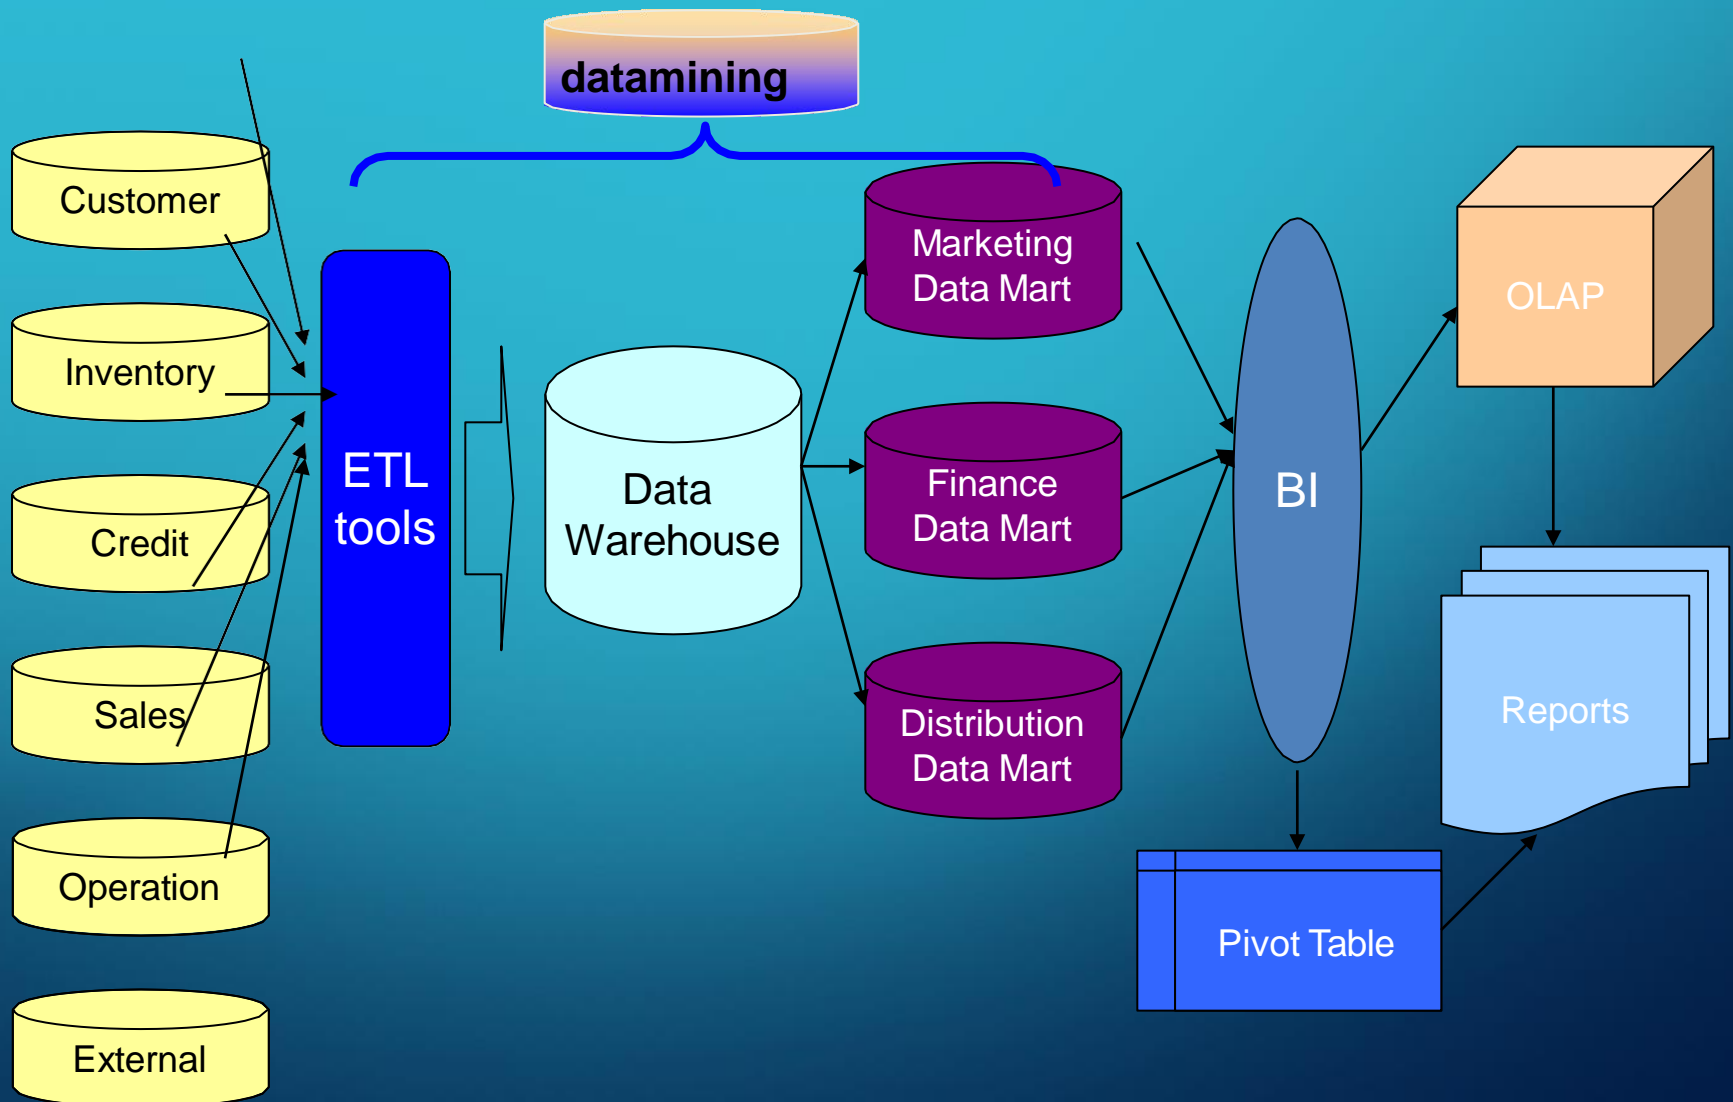 datamining
Customer
Inventory
Credit
Sales
Operation
External
ETL
tools
Data
Warehouse
Marketing
Data Mart
Finance
Data Mart
Distribution
Data Mart
BI
OLAP
Reports
Pivot Table